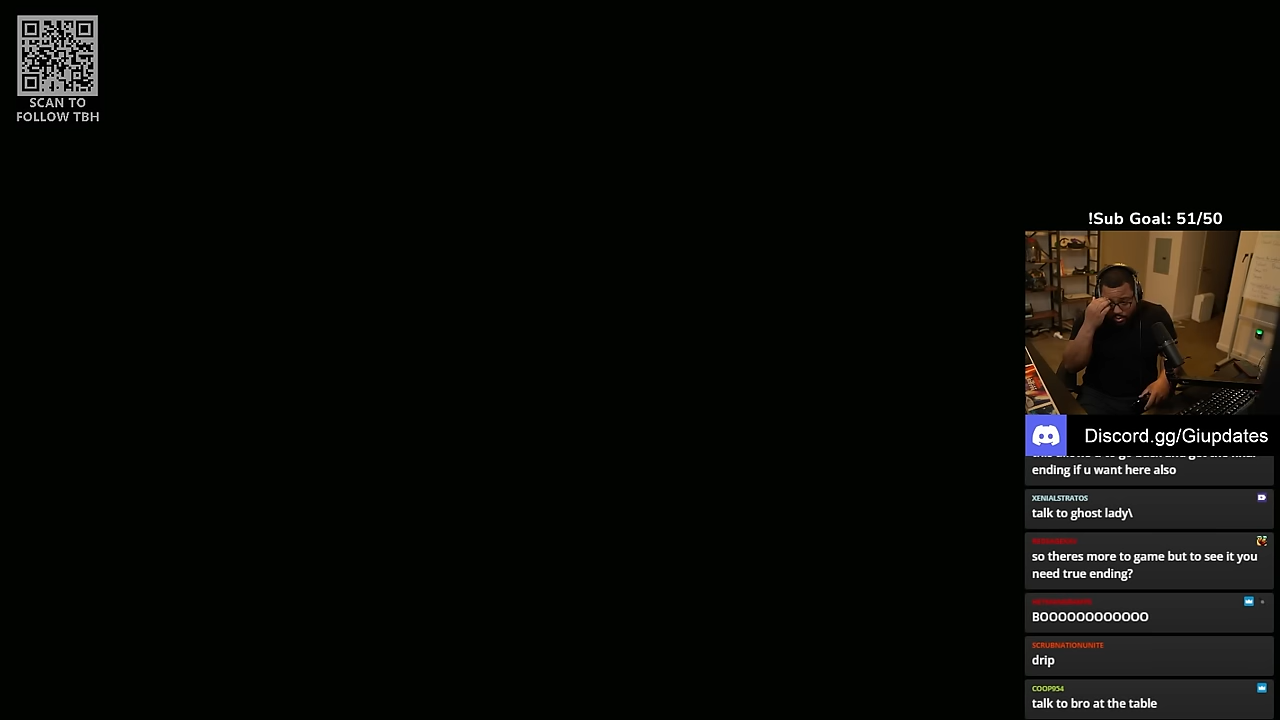 SCAN TO
FOLLOW TBH
!Sub Goal: 51/50
Discord.gg/Giupdates
ending if u want here also
XENIALSTRATOS
talk to ghost lady\
so theres more to game but to see it you
need true ending?
BOOOOOOOOOOOO
SCRUBNATIONUNITE
drip
COOP954
talk to bro at the table